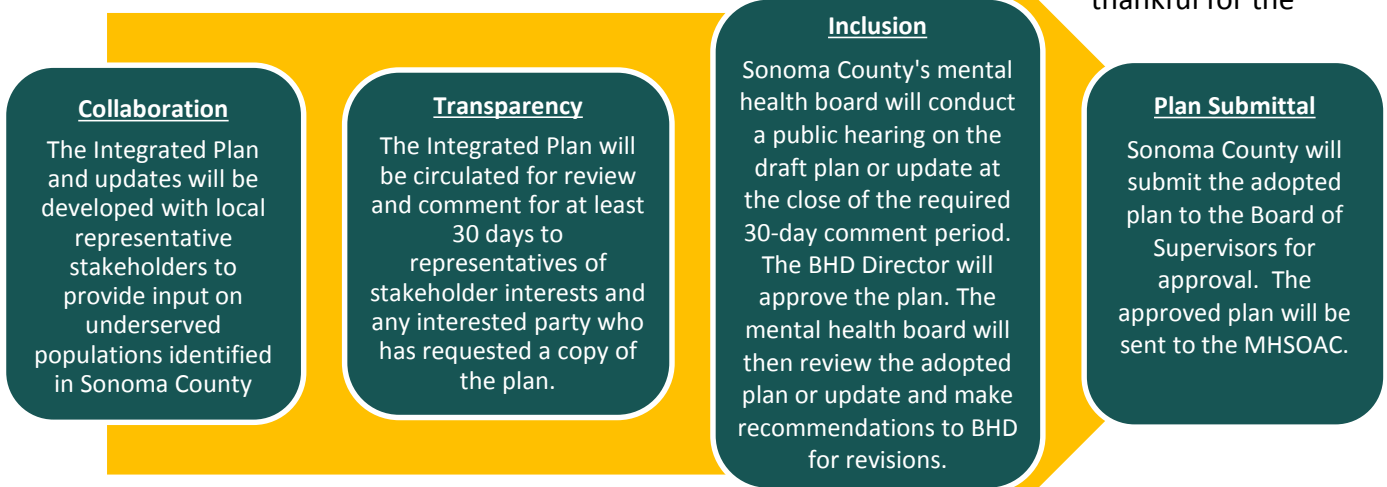 thankful for the
Collaboration
The Integrated Plan
and updates will be
developed with local
representative
stakeholders to
provide input on
underserved
populations identified
in Sonoma County
Transparency
The Integrated Plan will
be circulated for review
and comment for at least
30 days to
representatives of
stakeholder interests and
any interested party who
has requested a copy of
the plan.
Inclusion
Sonoma County's mental
health board will conduct
a public hearing on the
draft plan or update at
the close of the required
30-day comment period.
The BHD Director will
approve the plan. The
mental health board will
then review the adopted
plan or update and make
recommendations to BHD
for revisions.
Plan Submittal
Sonoma County will
submit the adopted
plan to the Board of
Supervisors for
approval. The
approved plan will be
sent to the MHSOAC.